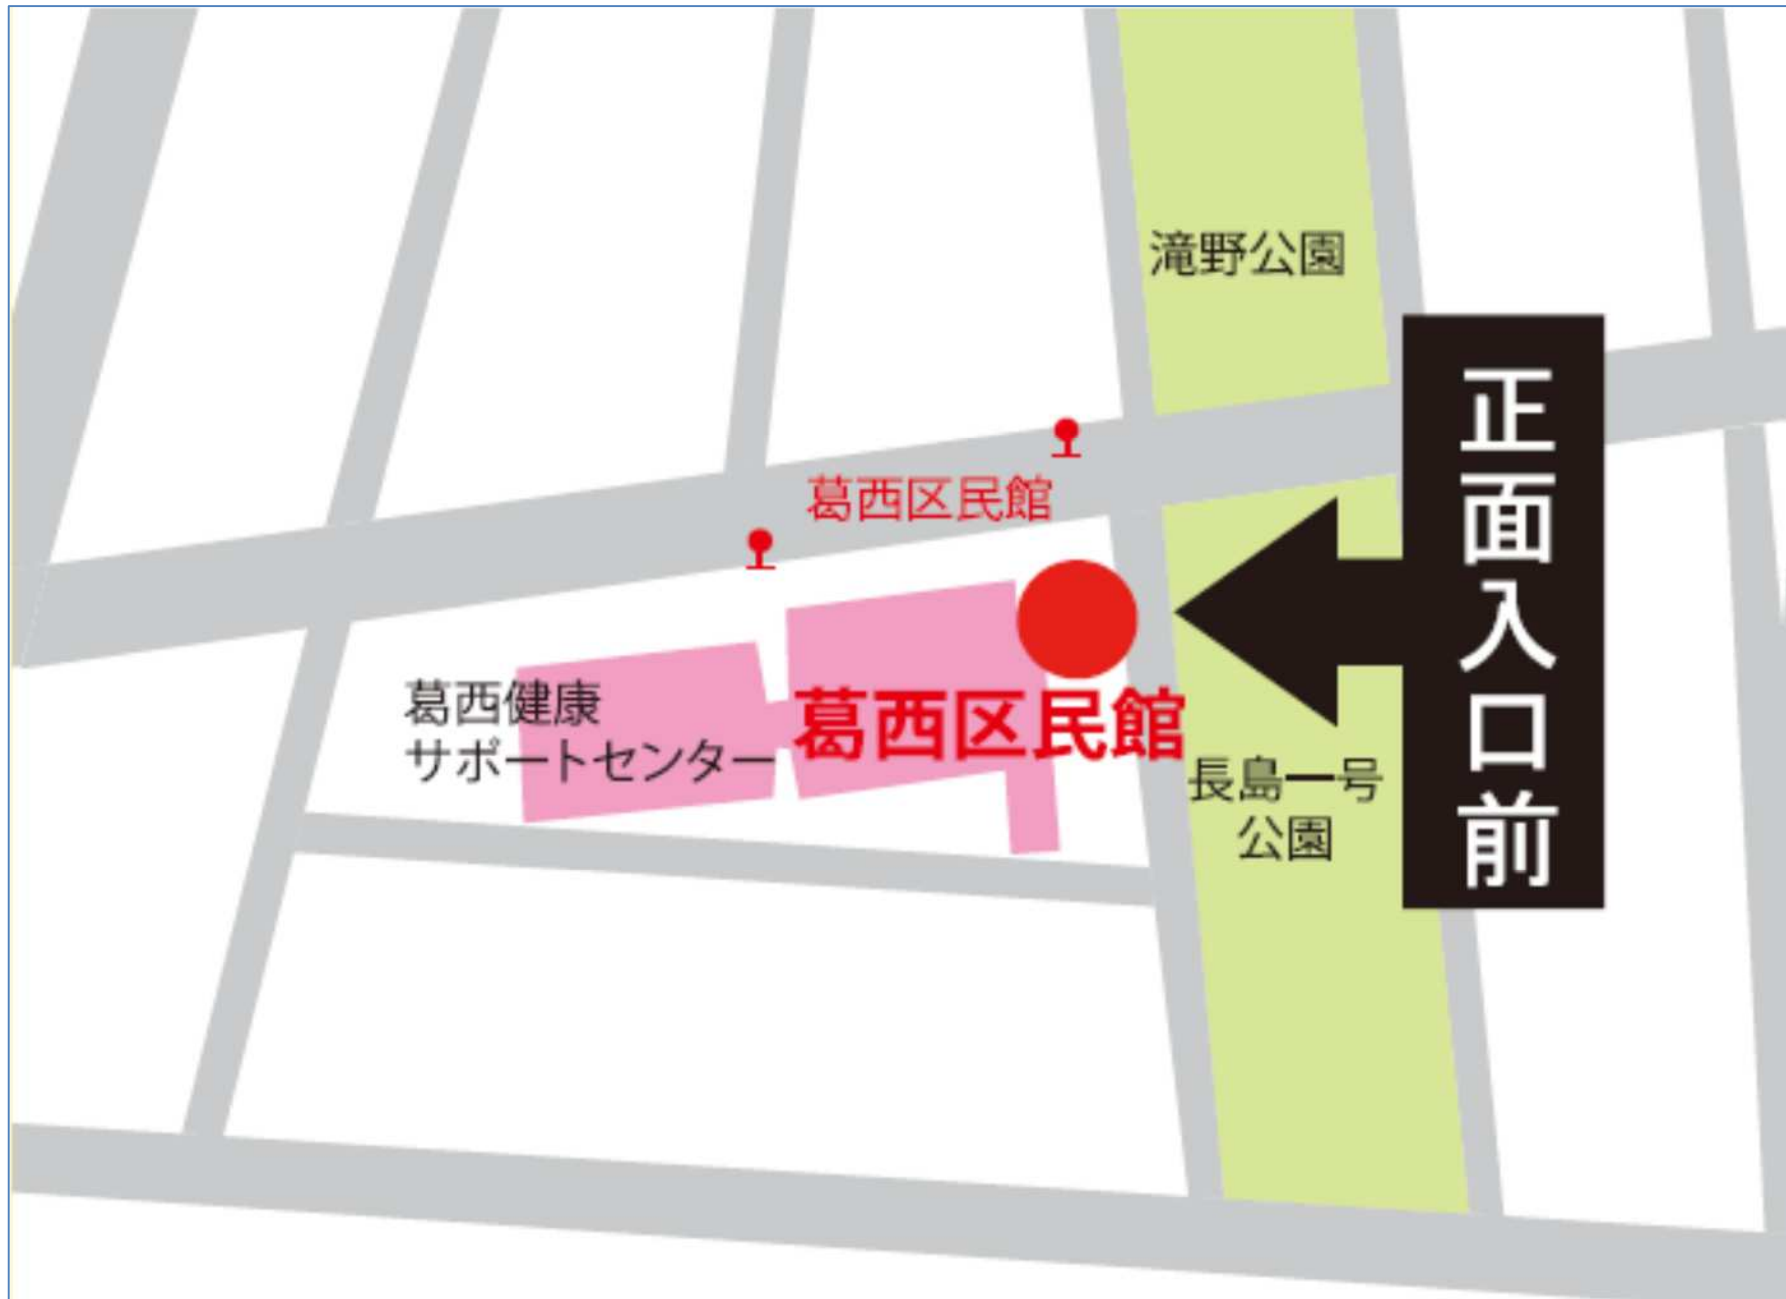 滝野公園
正面入口前
葛西区民館
葛西健康
サポートセンター
葛西区民館
長島一号
公園